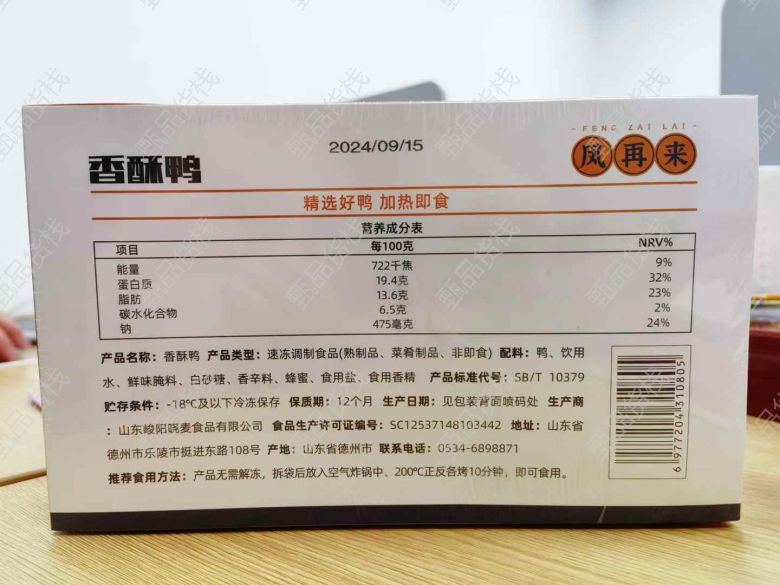 2024/09/15
- FENG ZAI LAI -
香酥鸭
凤再来
精选好鸭 加热即食
营养成分表
项目 每100克 NRV%
能量 722千焦 9%
蛋白质 19.4克 32%
脂肪 13.6克 23%
碳水化合物 6.5克 2%
钠 475毫克 24%
产品名称：香酥鸭 产品类型：速冻调制食品(熟制品、菜肴制品、非即食) 配料：鸭、饮用
水、鲜味腌料、白砂糖、香辛料、蜂蜜、食用盐、食用香精 产品标准代号：SB/T 10379
贮存条件：-18℃及以下冷冻保存 保质期：12个月 生产日期：见包装背面喷码处 生产商
：山东峻阳晓麦食品有限公司 食品生产许可证编号：SC12537148103442 地址：山东省
德州市乐陵市挺进东路108号 产地：山东省德州市 联系电话：0534-6898871
推荐食用方法：产品无需解冻，拆袋后放入空气炸锅中、200℃正反各烤10分钟，即可食用。
6 977204 310805
甄品货栈